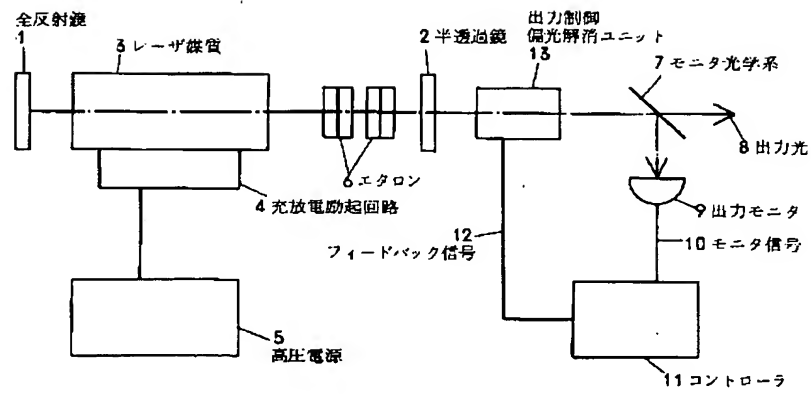 全反射鏡
1
3 レーザ媒質
2 半透過鏡
出力制御
偏光解消ユニット
13
7 モニタ光学系
8 出力光
6 エタロン
4 充放電励起回路
9 出力モニタ
12
フィードバック信号
10 モニタ信号
5
高圧電源
11 コントローラ